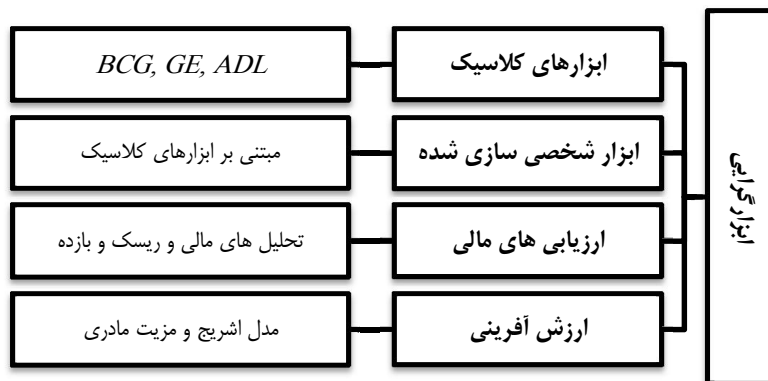 ابزارگرایی
ابزارهای کلاسیک
BCG, GE, ADL
ابزار شخصی سازی شده
مبتنی بر ابزارهای کلاسیک
ارزیابی های مالی
تحلیل های مالی و ریسک و بازده
ارزش آفرینی
مدل اشریج و مزیت مادری